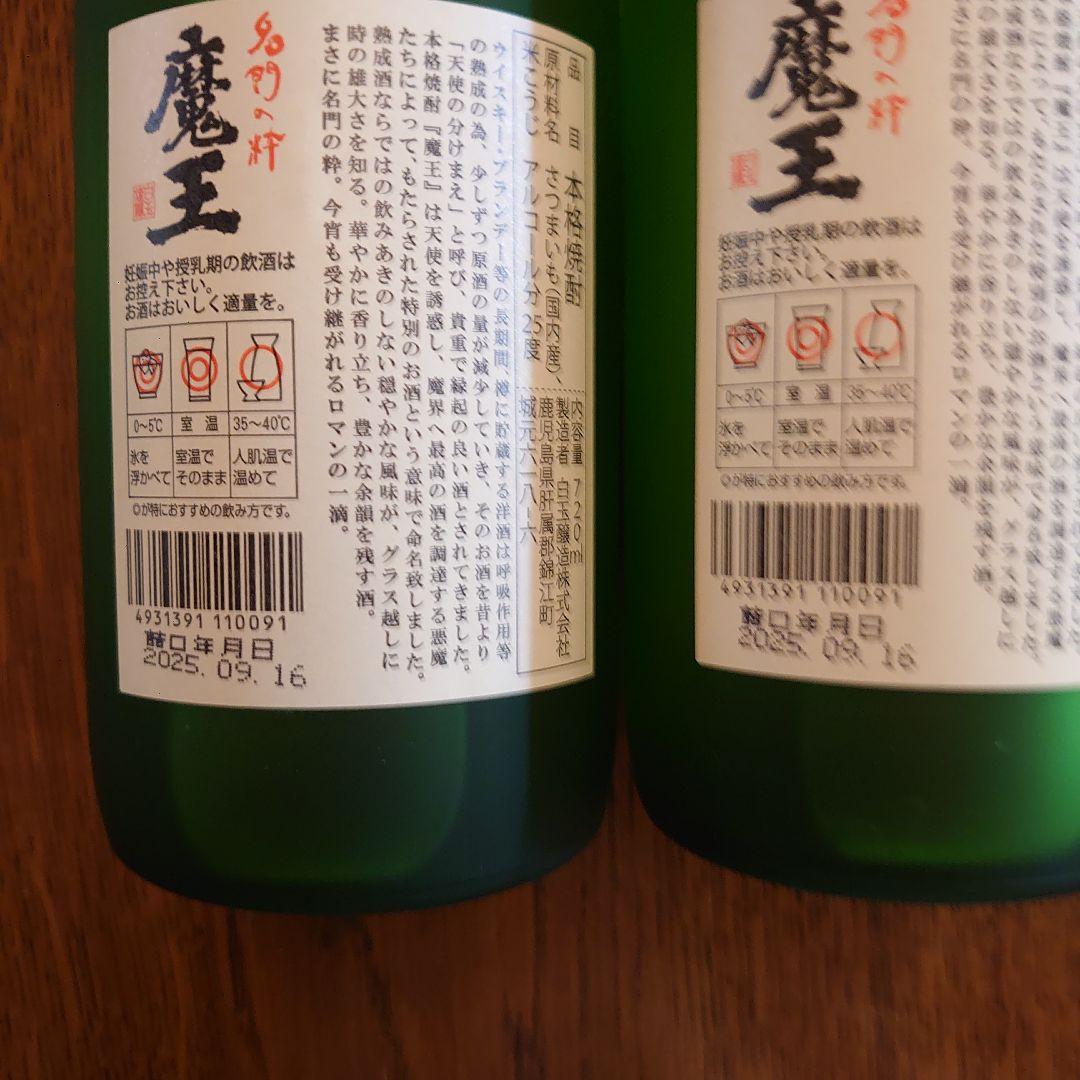 名門の粋
魔王
妊娠中や授乳期の飲酒は
お控え下さい。
お酒はおいしく適量を。
0~5℃ 室温 35~40℃
氷を浮かべて 室温でそのまま 人肌温で温めて
◎が特におすすめの飲み方です。
4931391 110091
詰口年月日
2025.09.16
品目 本格焼酎
原材料名 さつまいも(国内産)、
米こうじ アルコール分 25度
内容量 720ml
製造者 白玉醸造株式会社
鹿児島県肝属郡錦江町
城元六一八-六
ウイスキー・ブランデー等の長期間、樽に貯蔵する洋酒は呼吸作用等
の熟成の為、少しずつ原酒の量が減少していき、そのお酒を昔より
「天使の分けまえ」と呼び、貴重で縁起の良い酒とされてきました。
本格焼酎『魔王』は天使を誘惑し、魔界へ最高の酒を調達する悪魔
たちによって、もたらされた特別のお酒という意味で命名致しました。
熟成酒ならではの飲みあきのしない穏やかな風味が、グラス越しに
時の雄大さを知る。華やかに香り立ち、豊かな余韻を残す酒。
まさに名門の粋。今宵も受け継がれるロマンの一滴。
名門の粋
魔王
妊娠中や授乳期の飲酒は
お控え下さい。
お酒はおいしく適量を。
0~5℃ 室温 35~40℃
氷を浮かべて 室温でそのまま 人肌温で温めて
◎が特におすすめの飲み方です。
4931391 110091
詰口年月日
2025.09.16